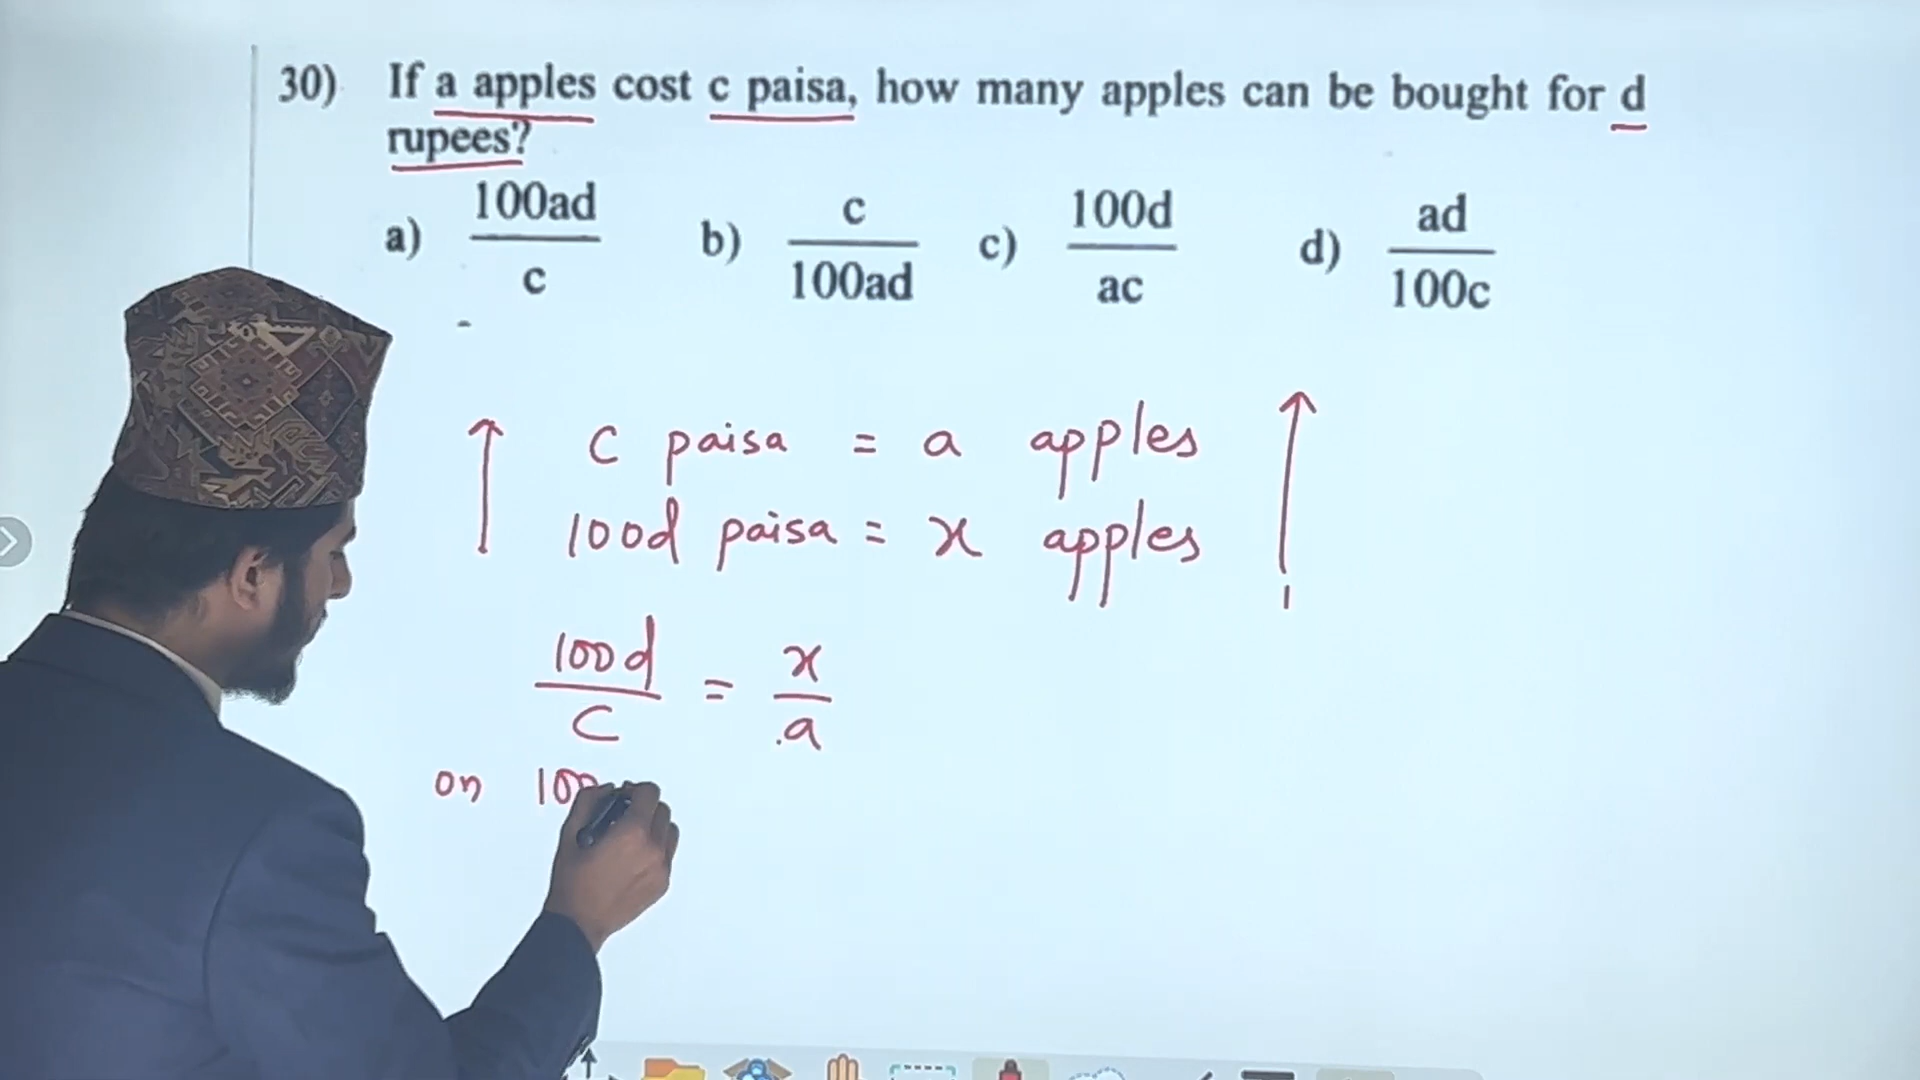 30) If a apples cost c paisa, how many apples can be bought for d
rupees?
a) 100ad/c b) c/100ad c) 100d/ac d) ad/100c
c paisa = a apples
100d paisa = x apples
100d/c = x/a
on 100